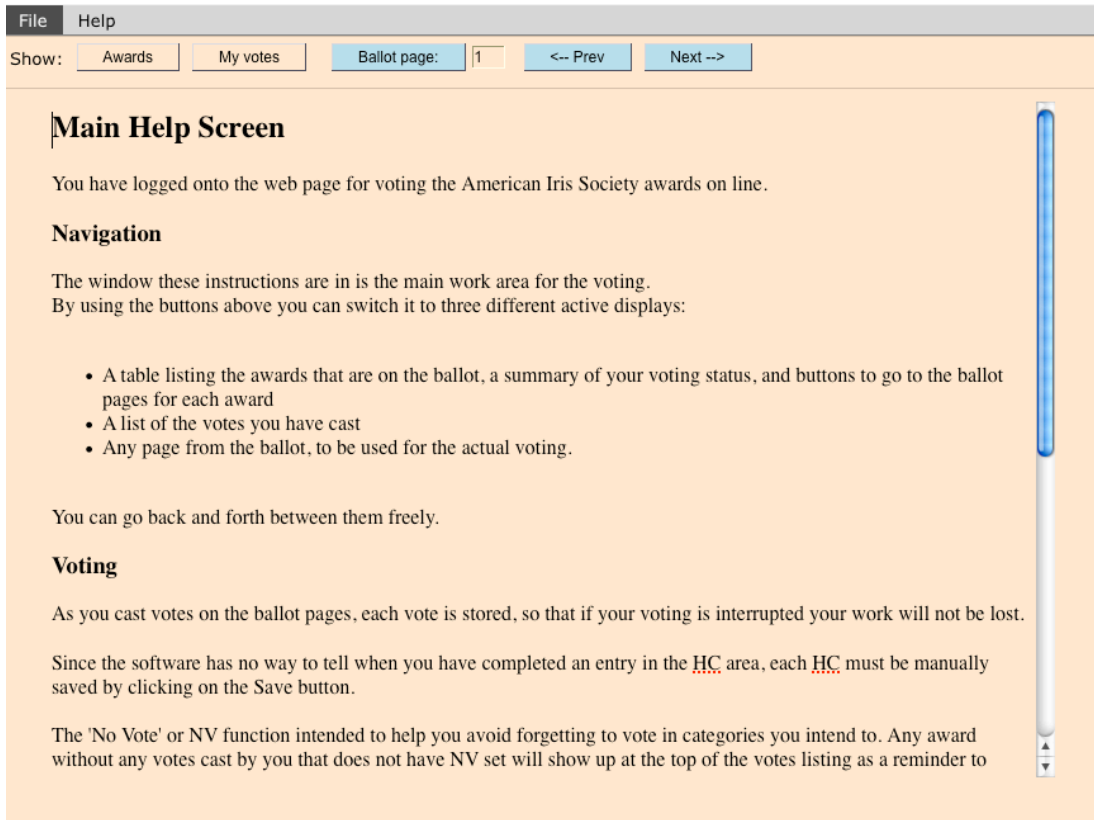 File Help
Show: Awards My votes Ballot page: 1 <-- Prev Next -->
Main Help Screen
You have logged onto the web page for voting the American Iris Society awards on line.
Navigation
The window these instructions are in is the main work area for the voting.
By using the buttons above you can switch it to three different active displays:
• A table listing the awards that are on the ballot, a summary of your voting status, and buttons to go to the ballot
pages for each award
• A list of the votes you have cast
• Any page from the ballot, to be used for the actual voting.
You can go back and forth between them freely.
Voting
As you cast votes on the ballot pages, each vote is stored, so that if your voting is interrupted your work will not be lost.
Since the software has no way to tell when you have completed an entry in the HC area, each HC must be manually
saved by clicking on the Save button.
The 'No Vote' or NV function intended to help you avoid forgetting to vote in categories you intend to. Any award
without any votes cast by you that does not have NV set will show up at the top of the votes listing as a reminder to